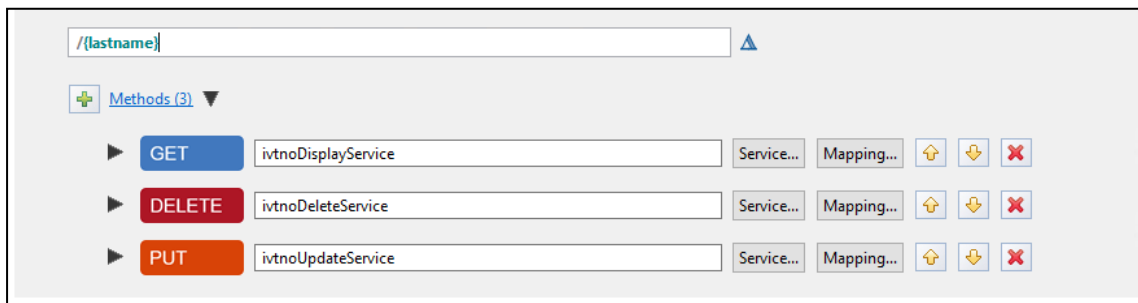 /{lastname}
Methods (3)
GET ivtnoDisplayService Service... Mapping...
DELETE ivtnoDeleteService Service... Mapping...
PUT ivtnoUpdateService Service... Mapping...